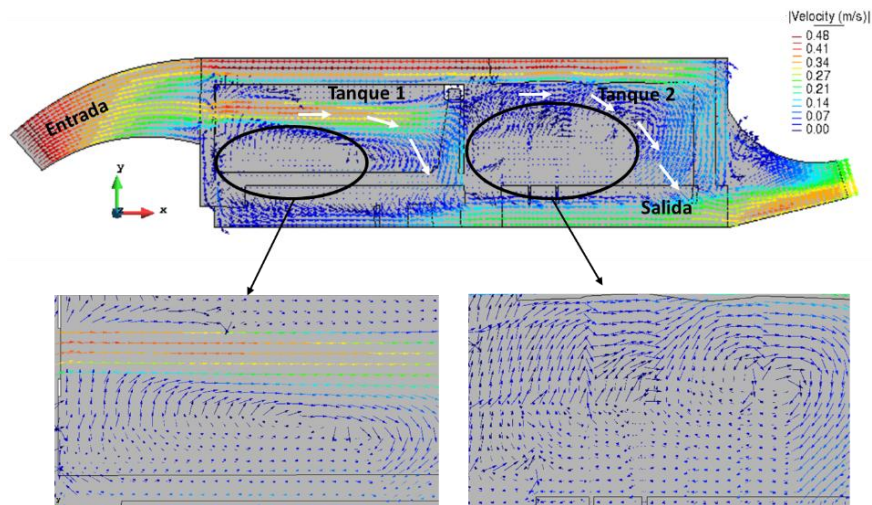 |Velocity (m/s)|
0.48
0.41
0.34
0.27
0.21
0.14
0.07
0.00
Entrada
Tanque 1
Tanque 2
Salida
y
z
x
y